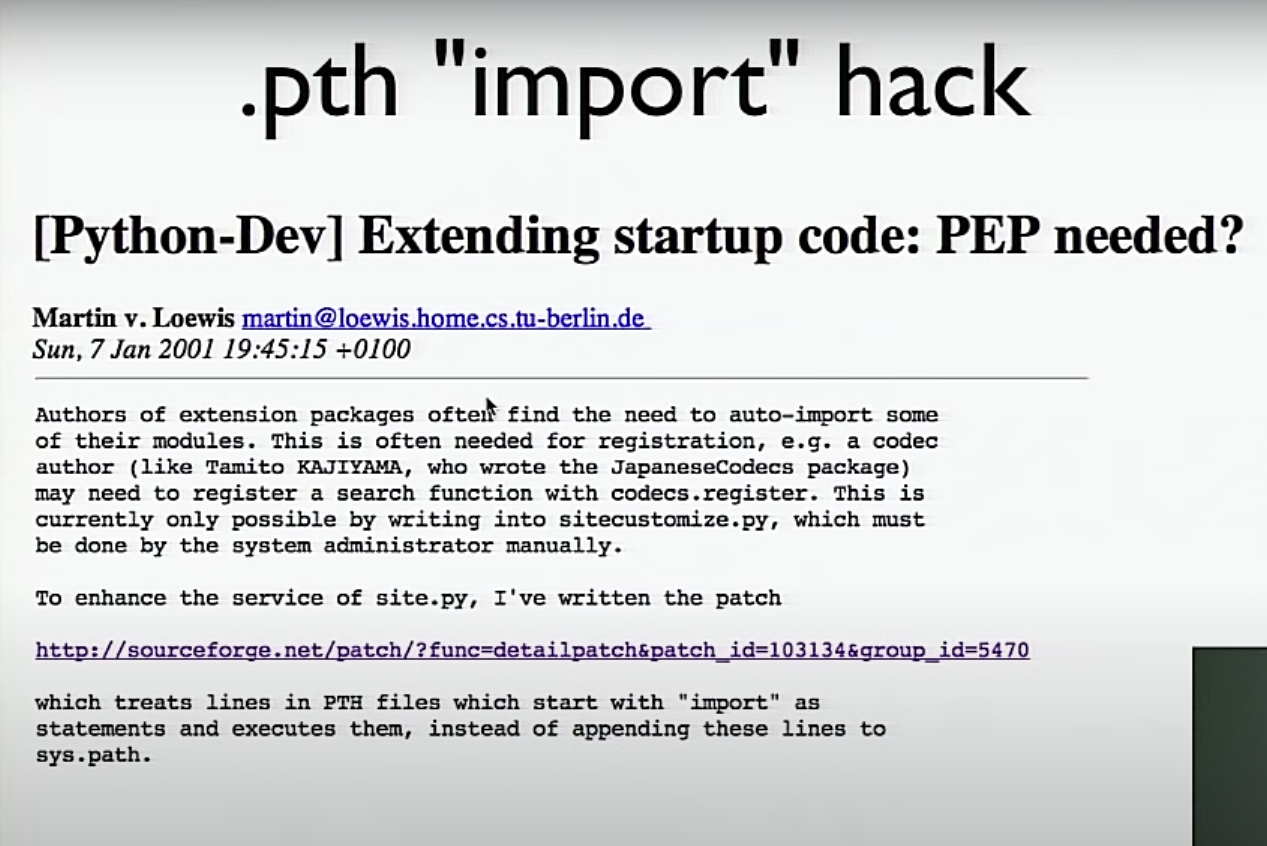 .pth "import" hack
[Python-Dev] Extending startup code: PEP needed?
Martin v. Loewis martin@loewis.home.cs.tu-berlin.de
Sun, 7 Jan 2001 19:45:15 +0100
Authors of extension packages often find the need to auto-import some
of their modules. This is often needed for registration, e.g. a codec
author (like Tamito KAJIYAMA, who wrote the JapaneseCodecs package)
may need to register a search function with codecs.register. This is
currently only possible by writing into sitecustomize.py, which must
be done by the system administrator manually.
To enhance the service of site.py, I've written the patch
http://sourceforge.net/patch/?func=detailpatch&patch_id=103134&group_id=5470
which treats lines in PTH files which start with "import" as
statements and executes them, instead of appending these lines to
sys.path.